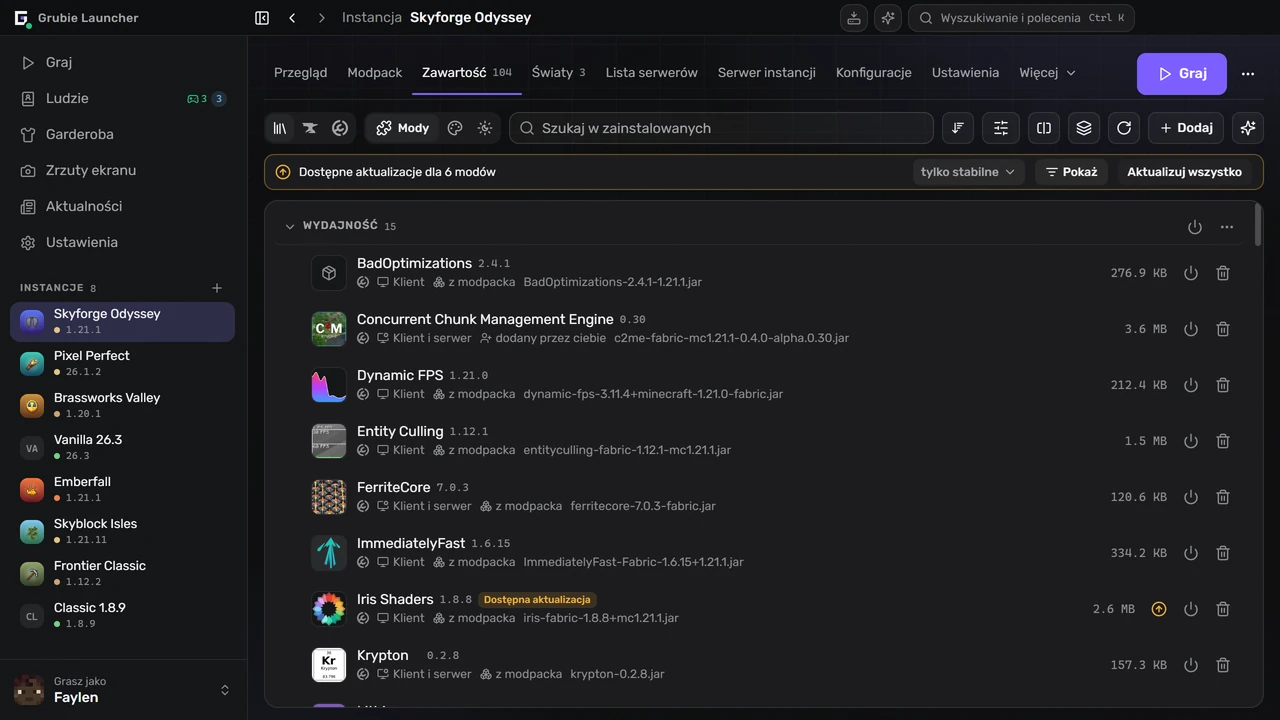 Grubie Launcher
Instancja Skyforge Odyssey
Wyszukiwanie i polecenia Ctrl K
Graj
Ludzie 3 3
Garderoba
Zrzuty ekranu
Aktualności
Ustawienia
INSTANCJE 8
Skyforge Odyssey
1.21.1
Pixel Perfect
26.1.2
Brassworks Valley
1.20.1
VA
Vanilla 26.3
26.3
Emberfall
1.21.1
Skyblock Isles
1.21.11
Frontier Classic
1.12.2
CL
Classic 1.8.9
1.8.9
Grasz jako
Faylen
Przegląd Modpack Zawartość 104 Światy 3 Lista serwerów Serwer instancji Konfiguracje Ustawienia Więcej
Graj
Mody
Szukaj w zainstalowanych
Dodaj
Dostępne aktualizacje dla 6 modów
tylko stabilne Pokaż Aktualizuj wszystko
WYDAJNOŚĆ 15
BadOptimizations 2.4.1
Klient z modpacka BadOptimizations-2.4.1-1.21.1.jar
276.9 KB
C2M
Concurrent Chunk Management Engine 0.30
Klient i serwer dodany przez ciebie c2me-fabric-mc1.21.1-0.4.0-alpha.0.30.jar
3.6 MB
Dynamic FPS 1.21.0
Klient z modpacka dynamic-fps-3.11.4+minecraft-1.21.0-fabric.jar
212.4 KB
Entity Culling 1.12.1
Klient z modpacka entityculling-fabric-1.12.1-mc1.21.1.jar
1.5 MB
FerriteCore 7.0.3
Klient i serwer z modpacka ferritecore-7.0.3-fabric.jar
120.6 KB
ImmediatelyFast 1.6.15
Klient z modpacka ImmediatelyFast-Fabric-1.6.15+1.21.1.jar
334.2 KB
Iris Shaders 1.8.8 Dostępna aktualizacja
Klient z modpacka iris-fabric-1.8.8+mc1.21.1.jar
2.6 MB
Kr
Krypton
Krypton 0.2.8
Klient i serwer z modpacka krypton-0.2.8.jar
157.3 KB